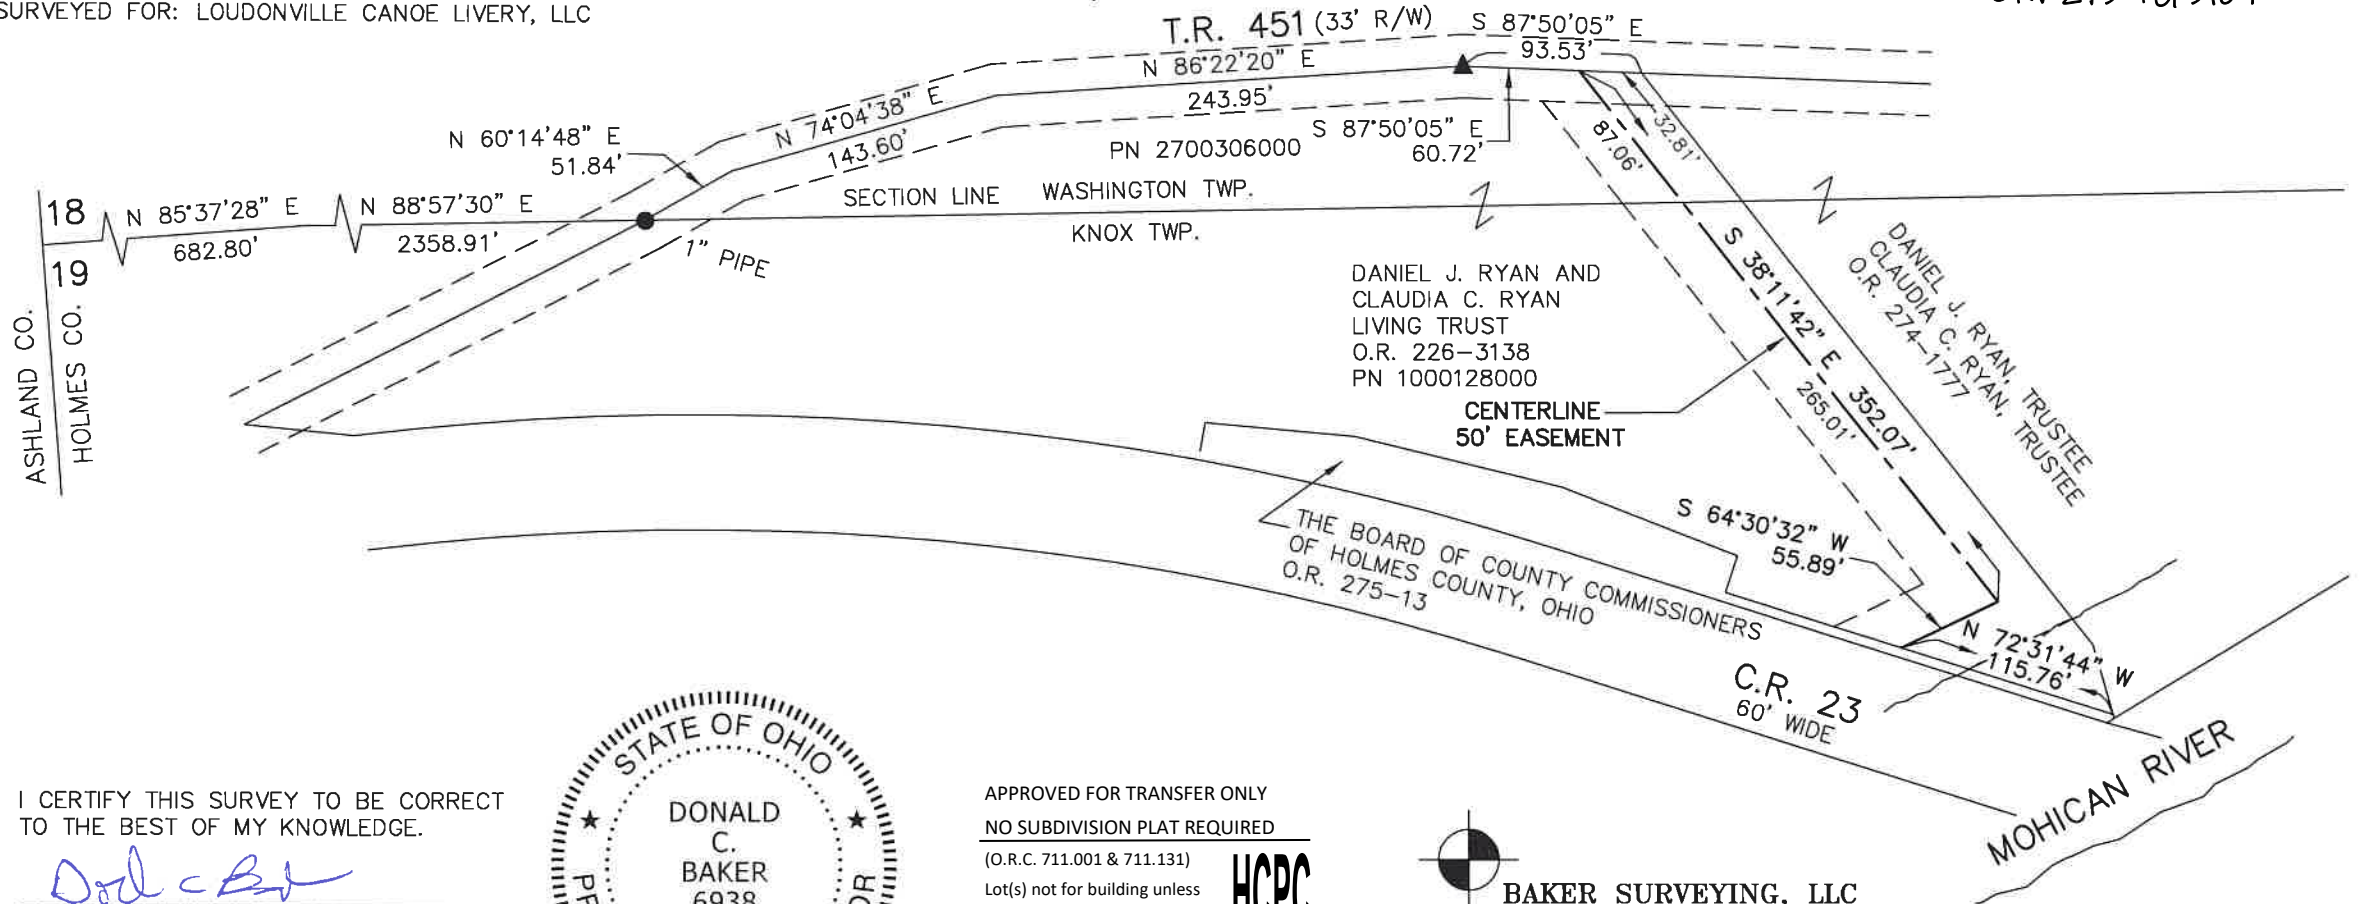 SURVEYED FOR: LOUDONVILLE CANOE LIVERY, LLC
T.R. 451 (33' R/W)
S 87°50'05" E
93.53'
N 86°22'20" E
243.95'
N 74°04'38" E
143.60'
N 60°14'48" E
51.84'
S 87°50'05" E
60.72'
PN 2700306000
87.06'
32.81'
18
N 85°37'28" E
682.80'
N 88°57'30" E
2358.91'
SECTION LINE WASHINGTON TWP.
KNOX TWP.
1" PIPE
19
ASHLAND CO.
HOLMES CO.
DANIEL J. RYAN AND
CLAUDIA C. RYAN
LIVING TRUST
O.R. 226-3138
PN 1000128000
CENTERLINE
50' EASEMENT
S 38°11'42" E 352.07'
265.01'
DANIEL J. RYAN, TRUSTEE
CLAUDIA C. RYAN, TRUSTEE
O.R. 274-1777
S 64°30'32" W
55.89'
THE BOARD OF COUNTY COMMISSIONERS
OF HOLMES COUNTY, OHIO
O.R. 275-13
N 72°31'44" W
115.76'
C.R. 23
60' WIDE
MOHICAN RIVER
I CERTIFY THIS SURVEY TO BE CORRECT
TO THE BEST OF MY KNOWLEDGE.
STATE OF OHIO
DONALD
C.
BAKER
6938
APPROVED FOR TRANSFER ONLY
NO SUBDIVISION PLAT REQUIRED
(O.R.C. 711.001 & 711.131)
Lot(s) not for building unless
HCPC
BAKER SURVEYING, LLC